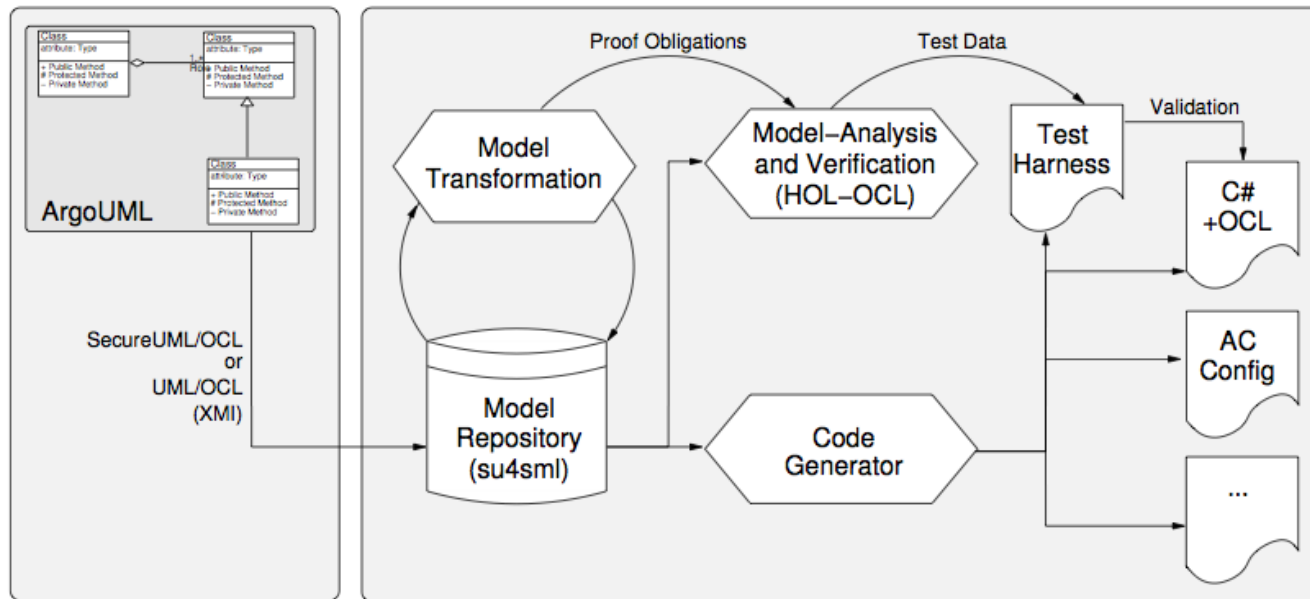 Class
attribute: Type
+ Public Method
# Protected Method
− Private Method
1..*
Class
attribute: Type
+ Public Method
# Protected Method
− Private Method
Class
attribute: Type
+ Public Method
# Protected Method
− Private Method
ArgoUML
SecureUML/OCL
or
UML/OCL
(XMI)
Proof Obligations
Test Data
Validation
Model
Transformation
Model−Analysis
and Verification
(HOL−OCL)
Test
Harness
C#
+OCL
Model
Repository
(su4sml)
Code
Generator
AC
Config
...